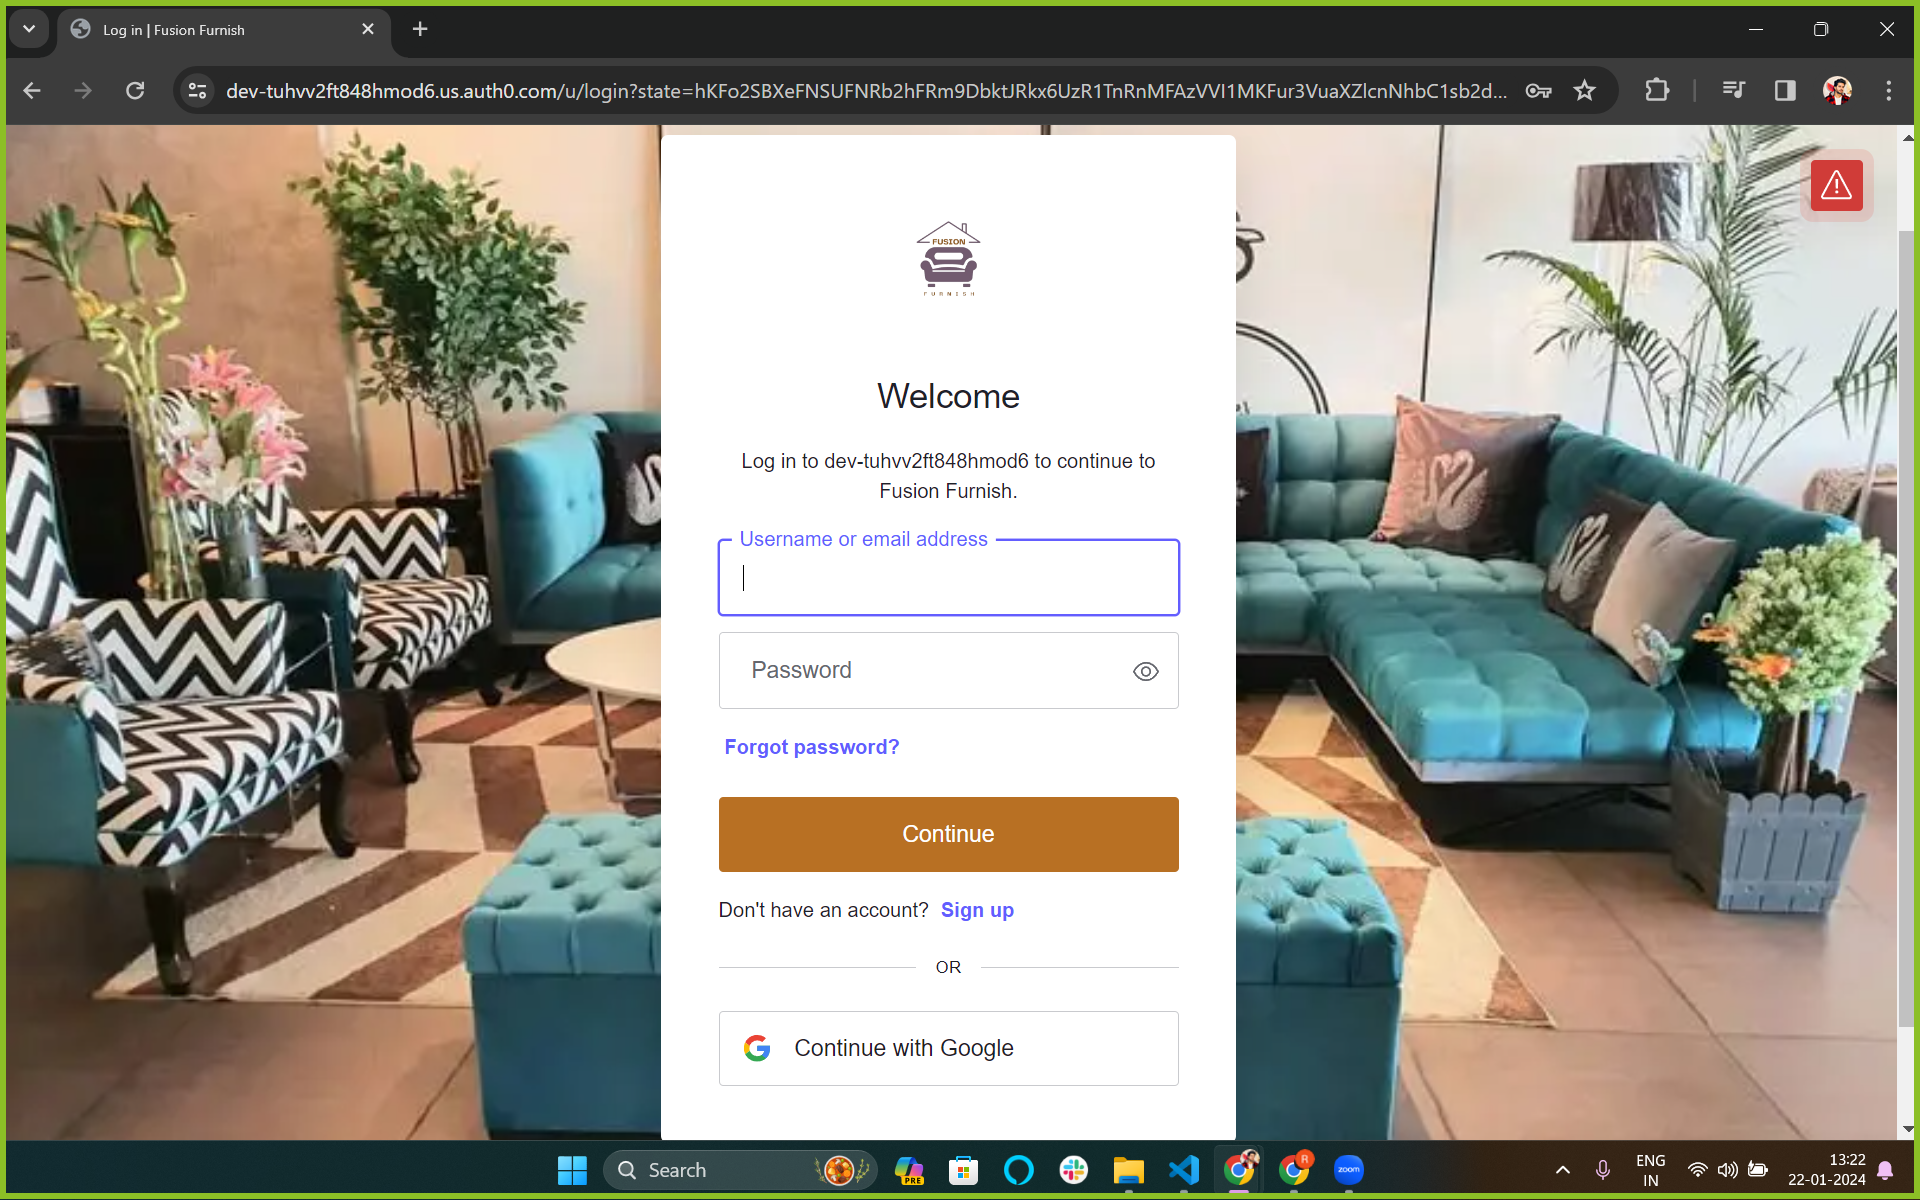 Log in | Fusion Furnish
dev-tuhvv2ft848hmod6.us.auth0.com/u/login?state=hKFo2SBXeFNSUFNRb2hFRm9DbktJRkx6UzR1TnRnMFAzVVI1MKFur3VuaXZlcnNhbC1sb2d...
FUSION
FURNISH
Welcome
Log in to dev-tuhvv2ft848hmod6 to continue to
Fusion Furnish.
Username or email address
Password
Forgot password?
Continue
Don't have an account? Sign up
OR
Continue with Google
Search
PRE
R
zoom
ENG
IN
13:22
22-01-2024